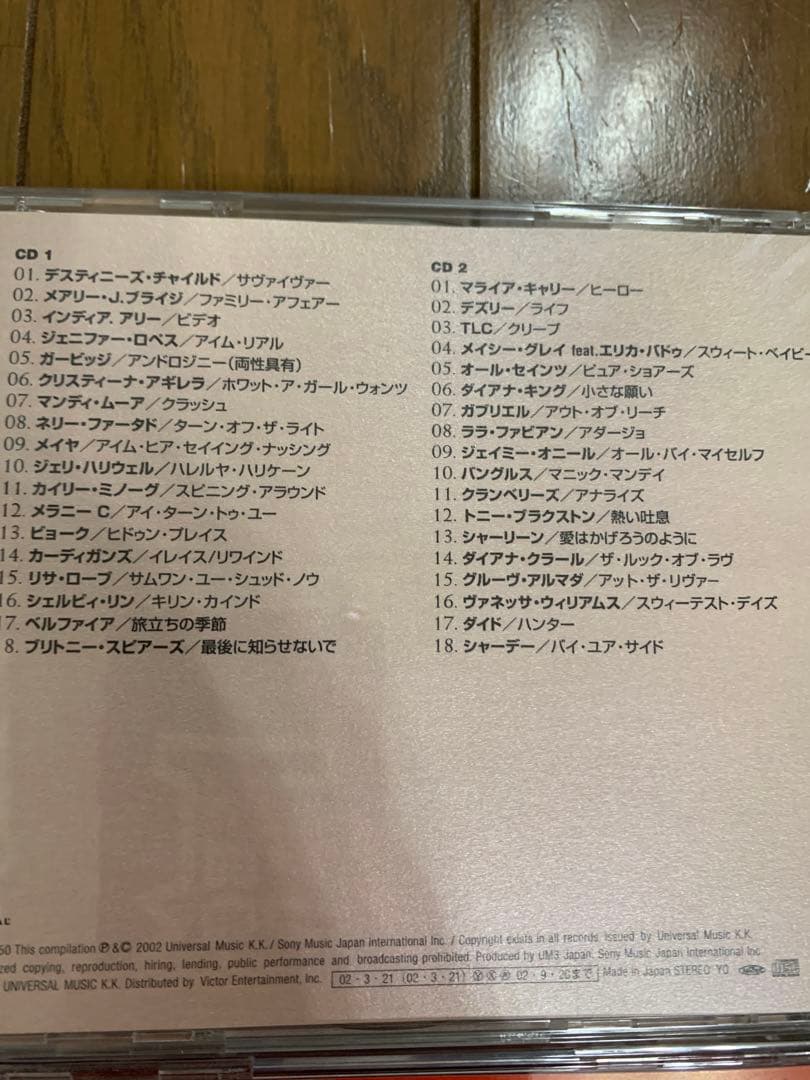 CD 1
01. デスティニーズ・チャイルド／サヴァイヴァー
02. メアリー・J.ブライジ／ファミリー・アフェアー
03. インディア. アリー／ビデオ
04. ジェニファー・ロペス／アイム・リアル
05. ガービッジ／アンドロジニー(両性具有)
06. クリスティーナ・アギレラ／ホワット・ア・ガール・ウォンツ
07. マンディ・ムーア／クラッシュ
08. ネリー・ファータド／ターン・オフ・ザ・ライト
09. メイヤ／アイム・ヒア・セイイング・ナッシング
10. ジェリ・ハリウェル／ハレルヤ・ハリケーン
11. カイリー・ミノーグ／スピニング・アラウンド
12. メラニー C／アイ・ターン・トゥ・ユー
13. ビョーク／ヒドゥン・プレイス
14. カーディガンズ／イレイス/リワインド
15. リサ・ローブ／サムワン・ユー・シュッド・ノウ
16. シェルビィ・リン／キリン・カインド
17. ベルファイア／旅立ちの季節
8. ブリトニー・スピアーズ／最後に知らせないで
CD 2
01. マライア・キャリー／ヒーロー
02. デズリー／ライフ
03. TLC／クリープ
04. メイシー・グレイ feat.エリカ・バドゥ／スウィート・ベイビー
05. オール・セインツ／ピュア・ショアーズ
06. ダイアナ・キング／小さな願い
07. ガブリエル／アウト・オブ・リーチ
08. ララ・ファビアン／アダージョ
09. ジェイミー・オニール／オール・バイ・マイセルフ
10. バングルス／マニック・マンデイ
11. クランベリーズ／アナライズ
12. トニー・ブラクストン／熱い吐息
13. シャーリーン／愛はかげろうのように
14. ダイアナ・クラール／ザ・ルック・オブ・ラヴ
15. グルーヴ・アルマダ／アット・ザ・リヴァー
16. ヴァネッサ・ウィリアムス／スウィーテスト・デイズ
17. ダイド／ハンター
18. シャーデー／バイ・ユア・サイド
50 This compilation ℗ & © 2002 Universal Music K.K. / Sony Music Japan International Inc. / Copyright exists in all records issued by Universal Music K.K.
zed copying, reproduction, hiring, lending, public performance and broadcasting prohibited. Produced by UM3 Japan, Sony Music Japan International Inc
UNIVERSAL MUSIC K.K. Distributed by Victor Entertainment, Inc. 02・3・21 (02・3・21) 02・9・20まで Made in Japan STEREO YD